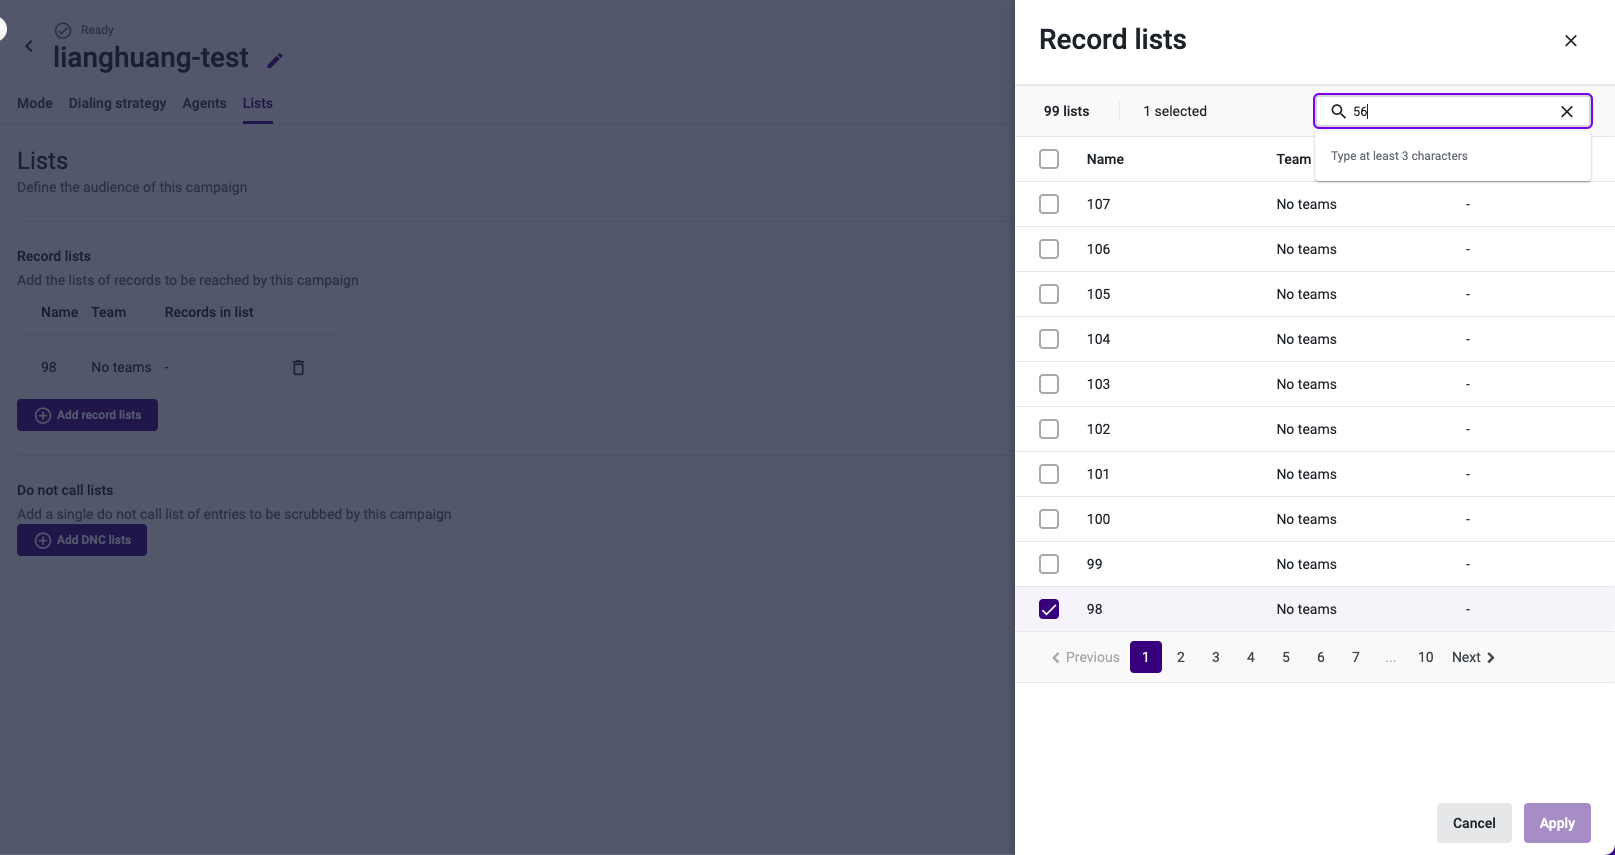 Ready
lianghuang-test
Mode Dialing strategy Agents Lists
Lists
Define the audience of this campaign
Record lists
Add the lists of records to be reached by this campaign
Name Team Records in list
98 No teams -
Add record lists
Do not call lists
Add a single do not call list of entries to be scrubbed by this campaign
Add DNC lists
Record lists
99 lists 1 selected 56
Type at least 3 characters
Name Team
107 No teams -
106 No teams -
105 No teams -
104 No teams -
103 No teams -
102 No teams -
101 No teams -
100 No teams -
99 No teams -
98 No teams -
Previous 1 2 3 4 5 6 7 ... 10 Next
Cancel Apply